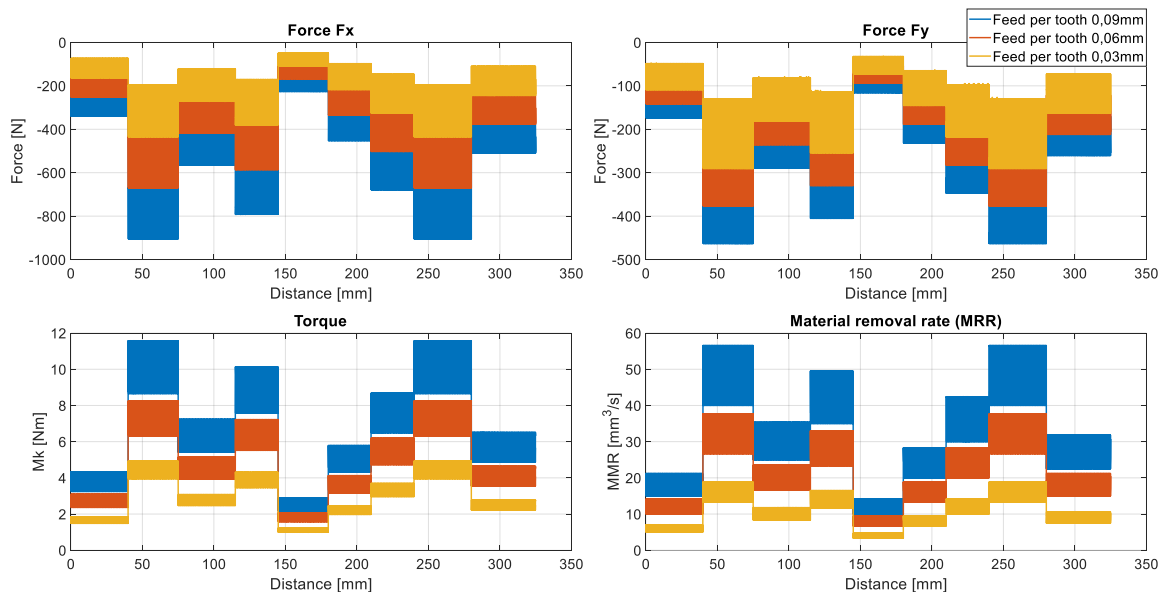 Force Fx
Force [N]
0
-200
-400
-600
-800
-1000
0 50 100 150 200 250 300 350
Distance [mm]
Force Fy
Feed per tooth 0,09mm
Feed per tooth 0,06mm
Feed per tooth 0,03mm
Force [N]
0
-100
-200
-300
-400
-500
0 50 100 150 200 250 300 350
Distance [mm]
Torque
Mk [Nm]
12
10
8
6
4
2
0
0 50 100 150 200 250 300 350
Distance [mm]
Material removal rate (MRR)
MMR [mm³/s]
60
50
40
30
20
10
0
0 50 100 150 200 250 300 350
Distance [mm]